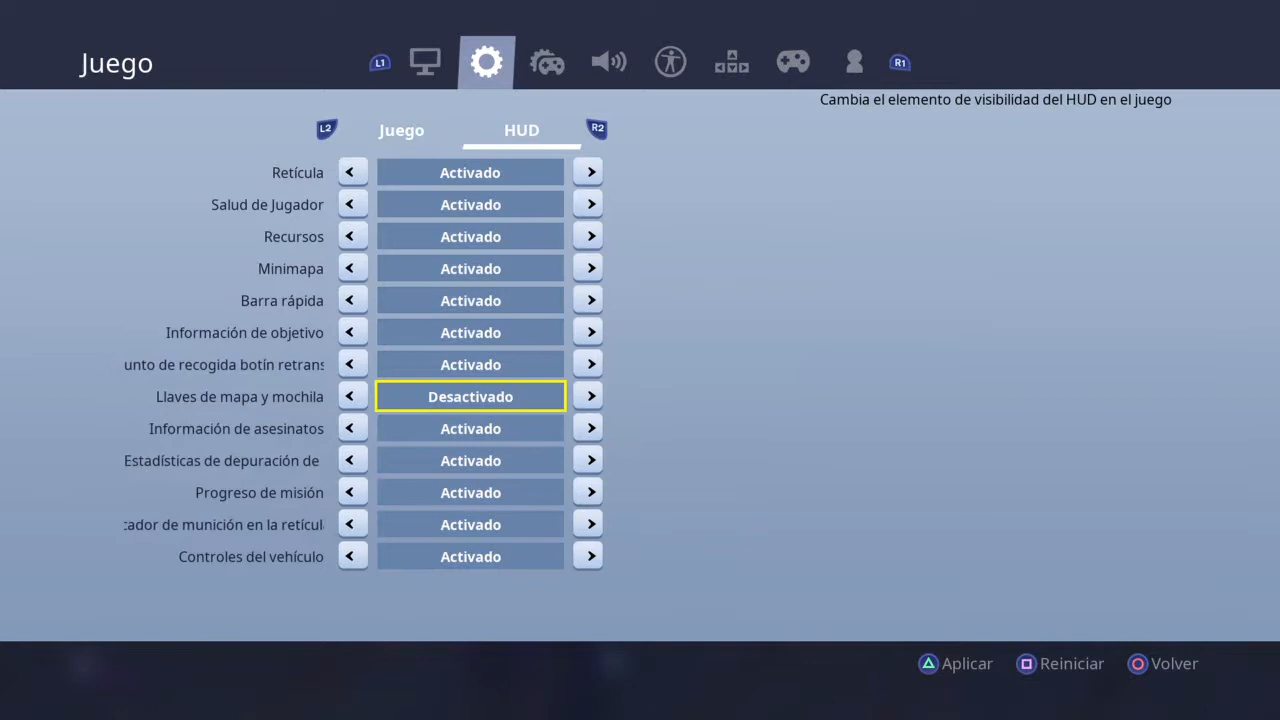 Juego
L1
R1
Cambia el elemento de visibilidad del HUD en el juego
L2 Juego HUD R2
Retícula Activado
Salud de Jugador Activado
Recursos Activado
Minimapa Activado
Barra rápida Activado
Información de objetivo Activado
unto de recogida botín retrans Activado
Llaves de mapa y mochila Desactivado
Información de asesinatos Activado
Estadísticas de depuración de Activado
Progreso de misión Activado
cador de munición en la retícul Activado
Controles del vehículo Activado
Aplicar Reiniciar Volver